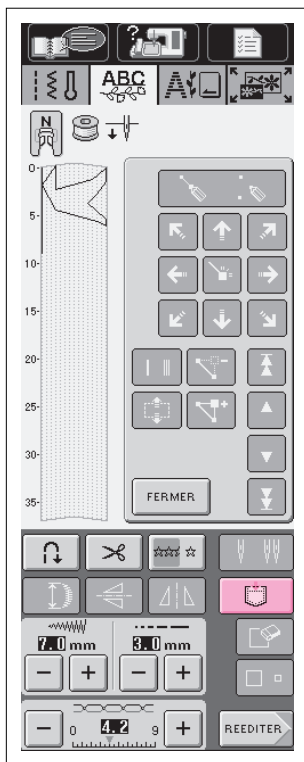 ?
ABC
A
N
0-
5-
10-
15-
20-
25-
30-
35-
FERMER
7.0 mm 3.0 mm
- + - +
- 0 4.2 9 +
REEDITER